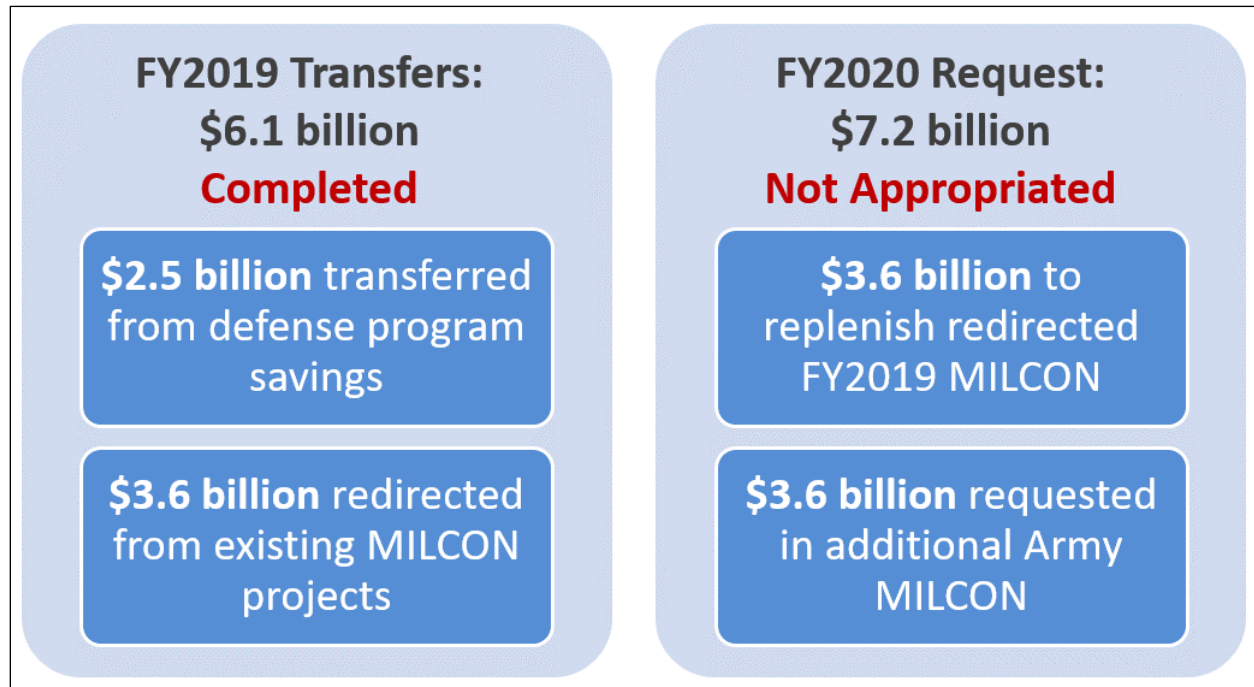 FY2019 Transfers:
$6.1 billion
Completed
$2.5 billion transferred
from defense program
savings
$3.6 billion redirected
from existing MILCON
projects
FY2020 Request:
$7.2 billion
Not Appropriated
$3.6 billion to
replenish redirected
FY2019 MILCON
$3.6 billion requested
in additional Army
MILCON